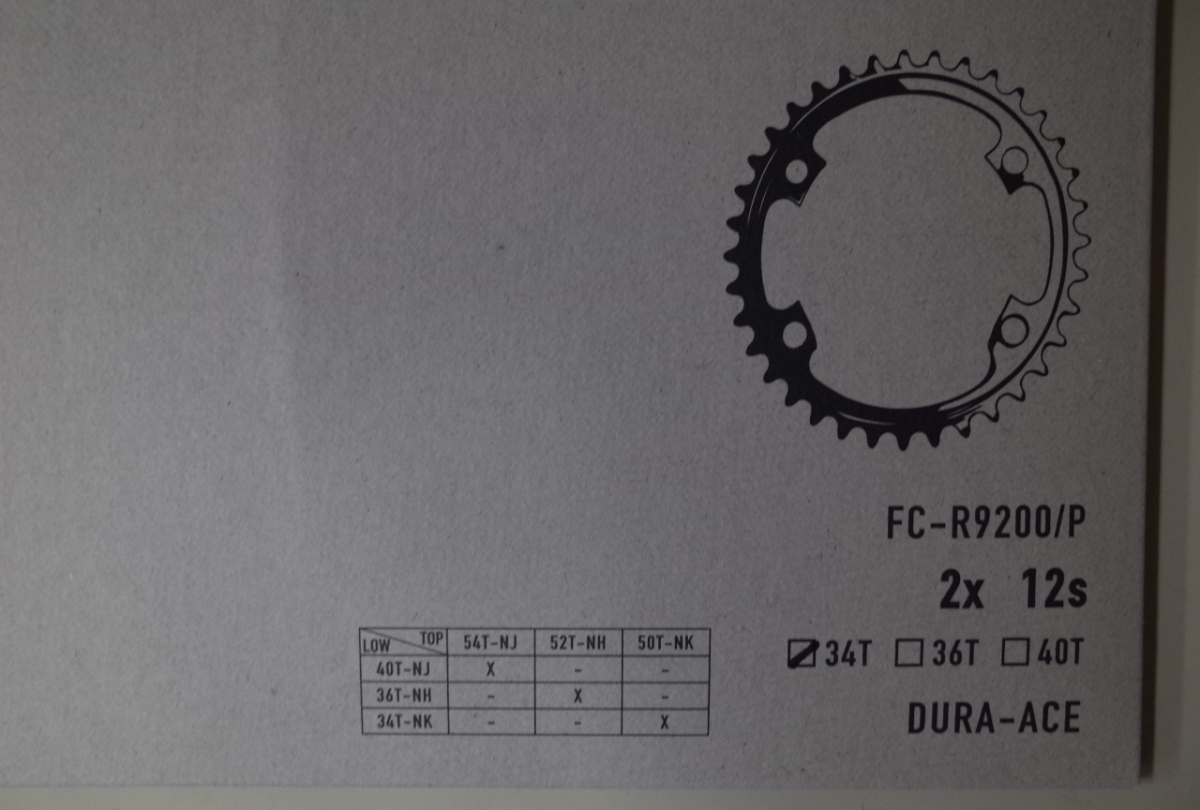 FC-R9200/P
2x 12s
34T 36T 40T
DURA-ACE
LOW TOP 54T-NJ 52T-NH 50T-NK
40T-NJ X - -
36T-NH - X -
34T-NK - - X